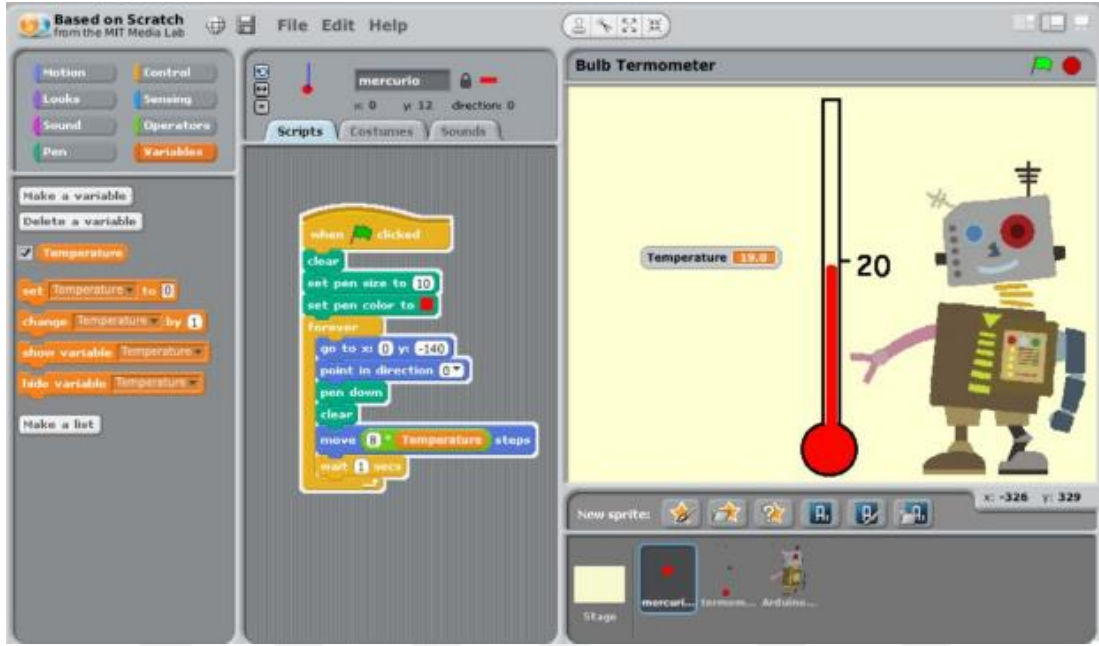 Based on Scratch
from the MIT Media Lab
File Edit Help
Motion Control
Looks Sensing
Sound Operators
Pen Variables
Make a variable
Delete a variable
Temperature
set Temperature to 0
change Temperature by 1
show variable Temperature
hide variable Temperature
Make a list
mercurio
x: 0 y: 12 direction: 0
Scripts Costumes Sounds
when clicked
clear
set pen size to 10
set pen color to
forever
go to x: 0 y: -140
point in direction 0
pen down
clear
move 8 * Temperature steps
wait 1 secs
Bulb Termometer
Temperature 19.0
20
x: -326 y: 329
New sprite:
Stage
mercuri... termom... Arduino...